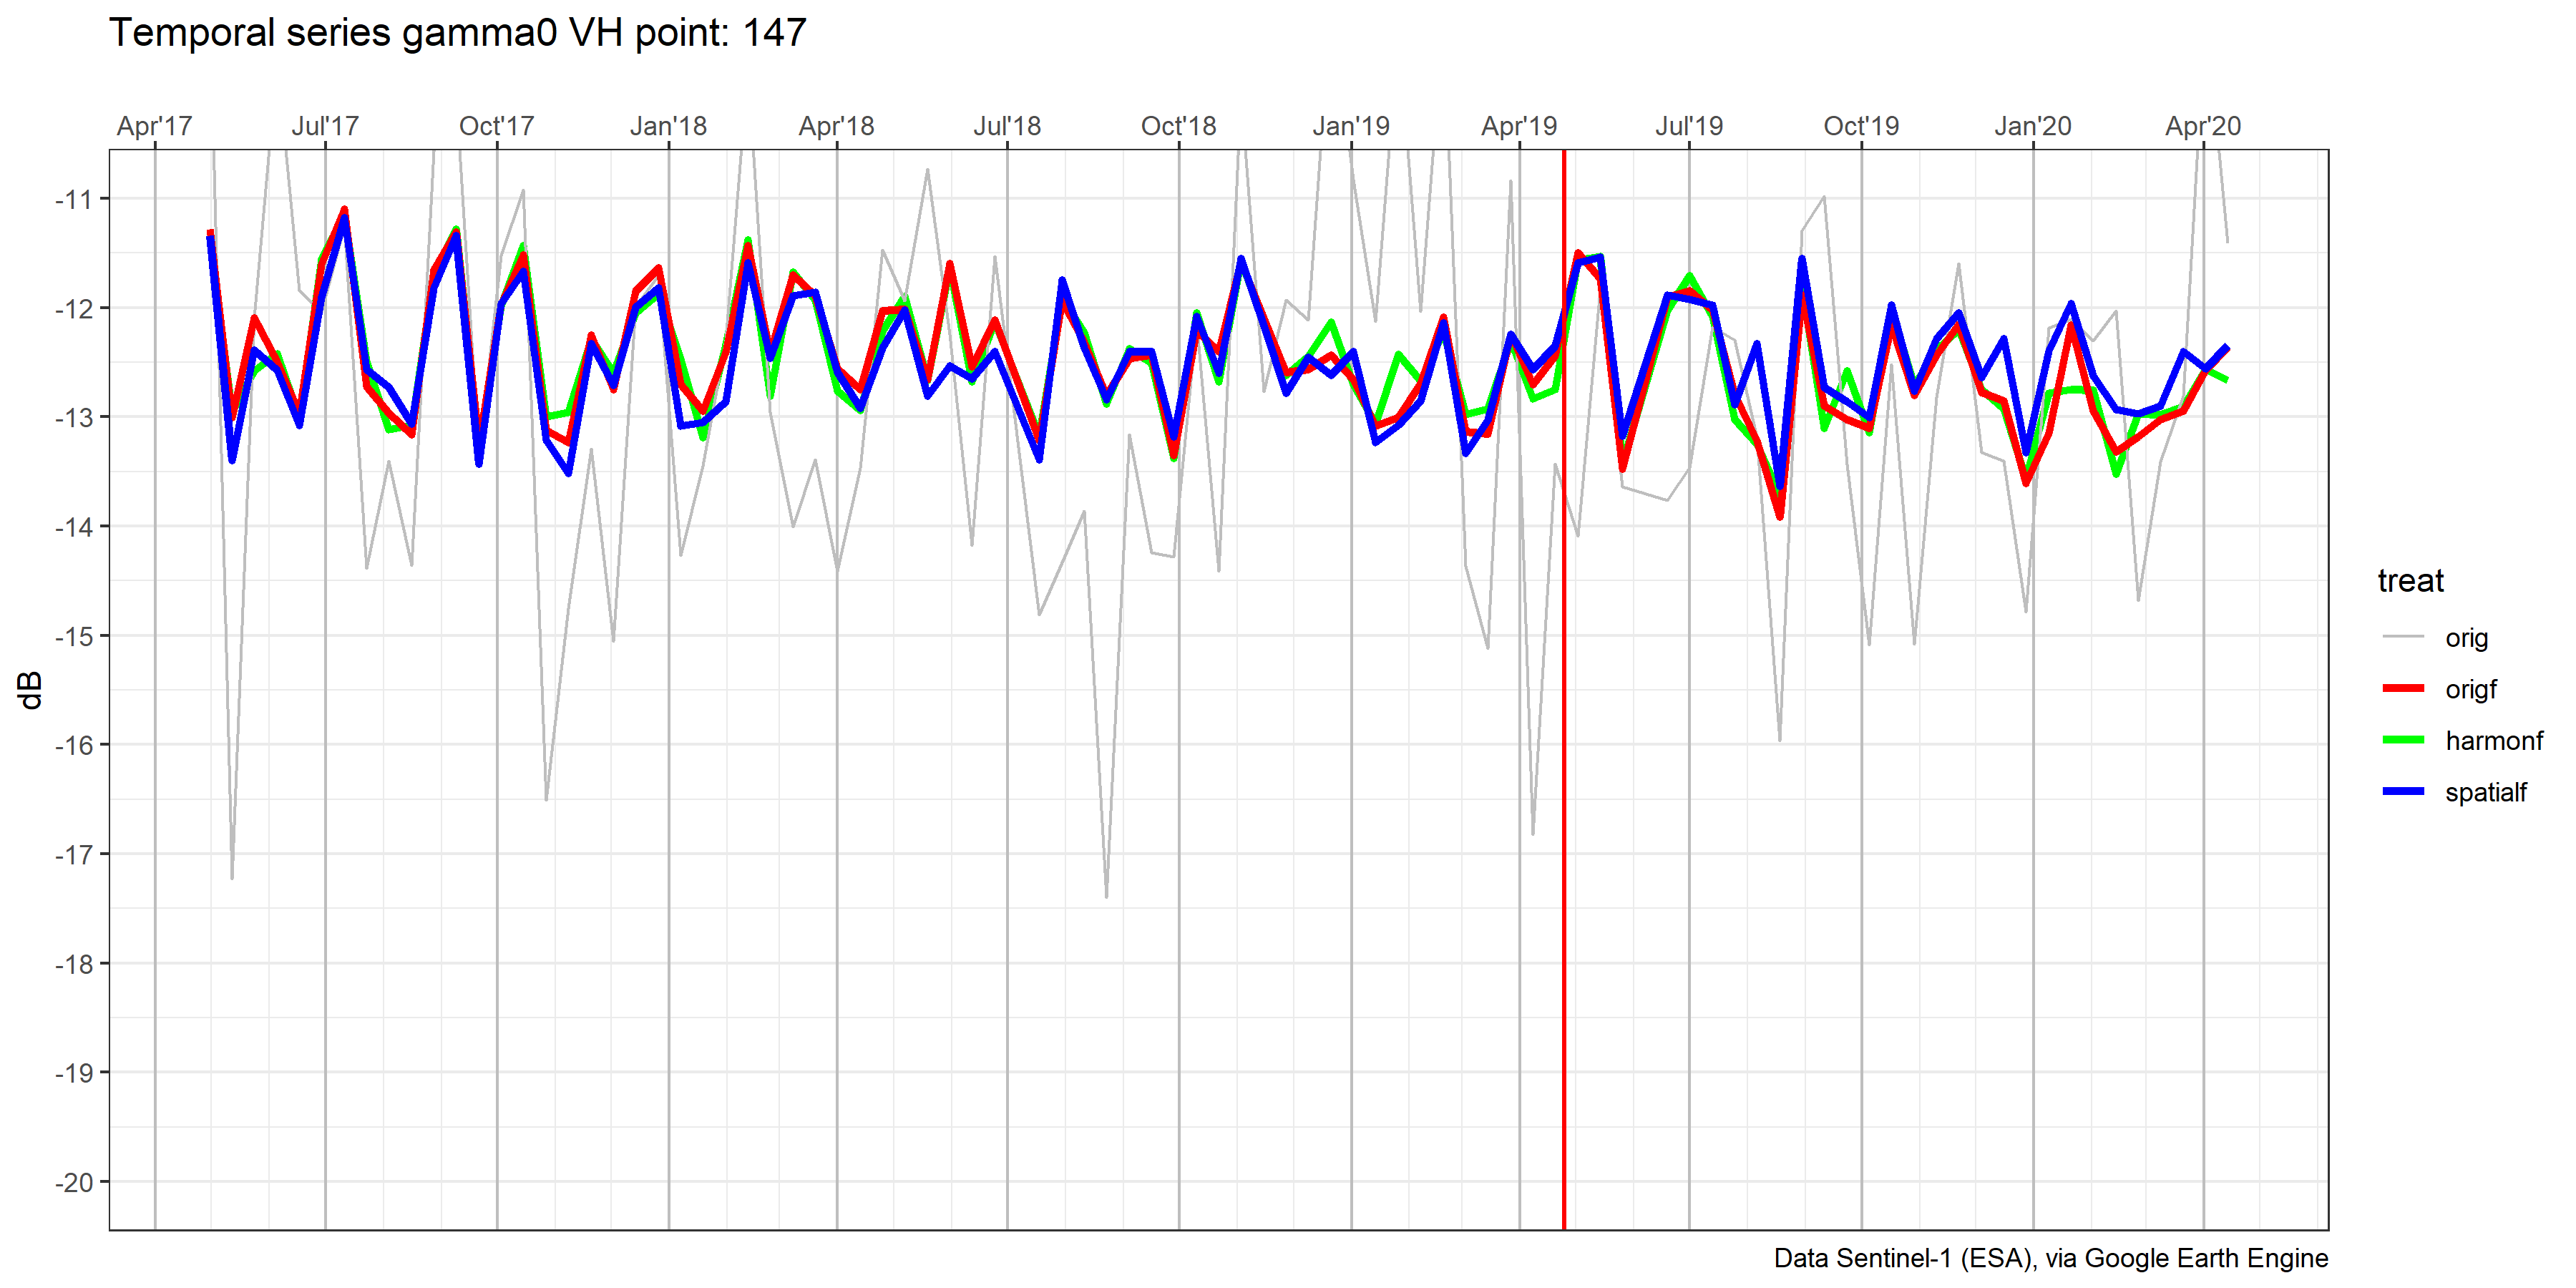 Temporal series gamma0 VH point: 147
Apr'17 Jul'17 Oct'17 Jan'18 Apr'18 Jul'18 Oct'18 Jan'19 Apr'19 Jul'19 Oct'19 Jan'20 Apr'20
-11
-12
-13
-14
-15
-16
-17
-18
-19
-20
dB
treat
orig
origf
harmonf
spatialf
Data Sentinel-1 (ESA), via Google Earth Engine